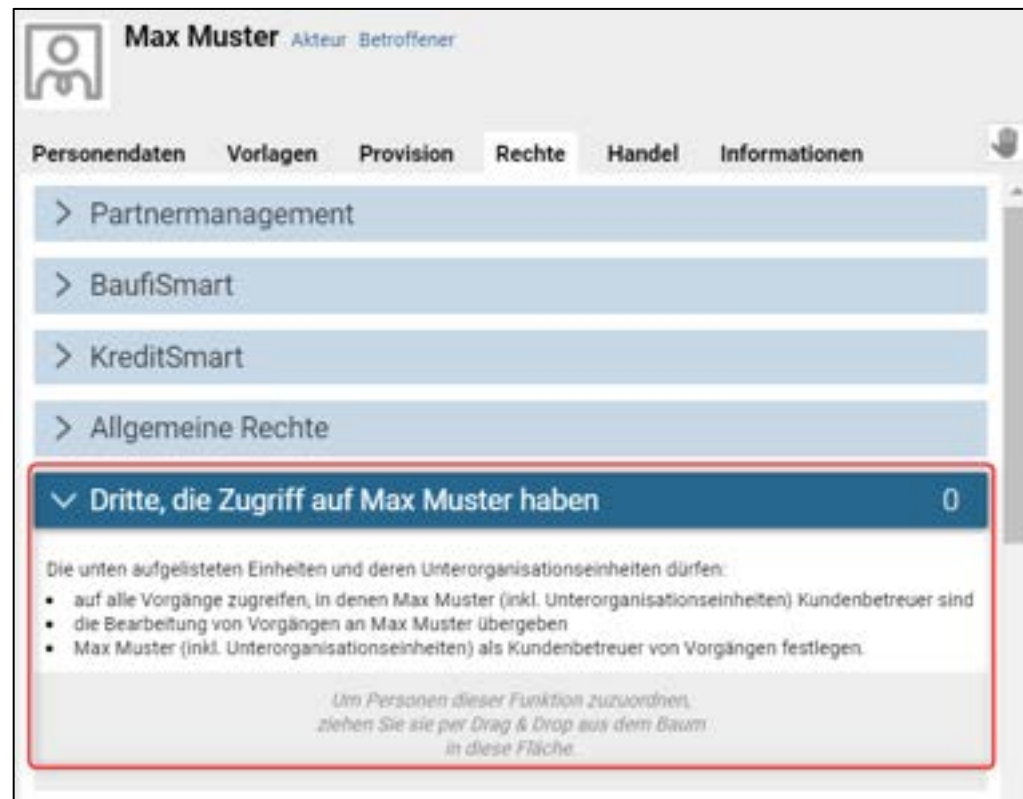 Max Muster Akteur Betroffener
Personendaten Vorlagen Provision Rechte Handel Informationen
Partnermanagement
BaufiSmart
KreditSmart
Allgemeine Rechte
Dritte, die Zugriff auf Max Muster haben 0
Die unten aufgelisteten Einheiten und deren Unterorganisationseinheiten dürfen:
• auf alle Vorgänge zugreifen, in denen Max Muster (inkl. Unterorganisationseinheiten) Kundenbetreuer sind
• die Bearbeitung von Vorgängen an Max Muster übergeben
• Max Muster (inkl. Unterorganisationseinheiten) als Kundenbetreuer von Vorgängen festlegen.
Um Personen dieser Funktion zuzuordnen,
ziehen Sie sie per Drag & Drop aus dem Baum
in diese Fläche.